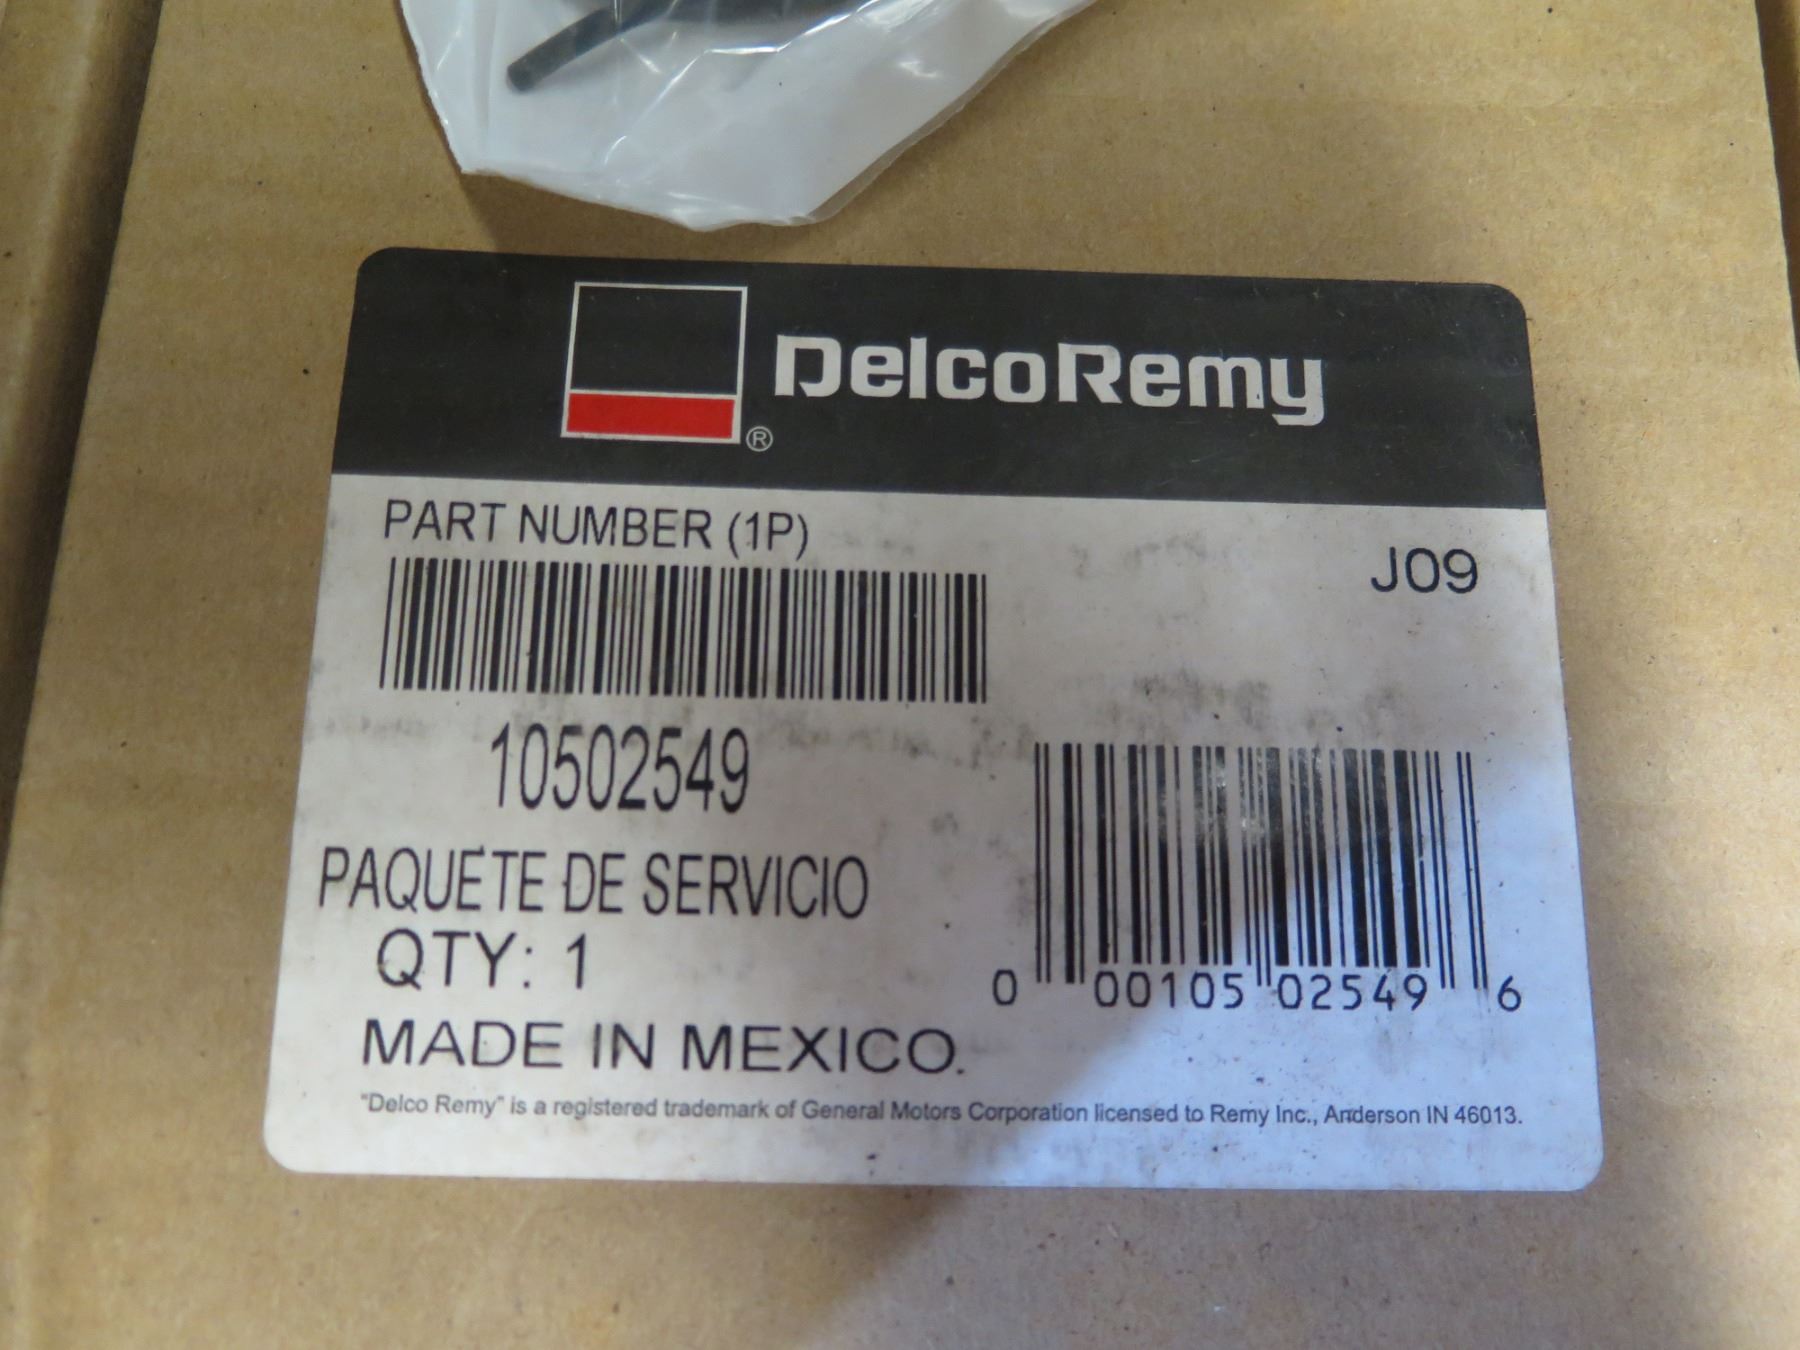 DelcoRemy
®
PART NUMBER (1P)
J09
10502549
PAQUETE DE SERVICIO
QTY: 1
0 00105 02549 6
MADE IN MEXICO.
"Delco Remy" is a registered trademark of General Motors Corporation licensed to Remy Inc., Anderson IN 46013.